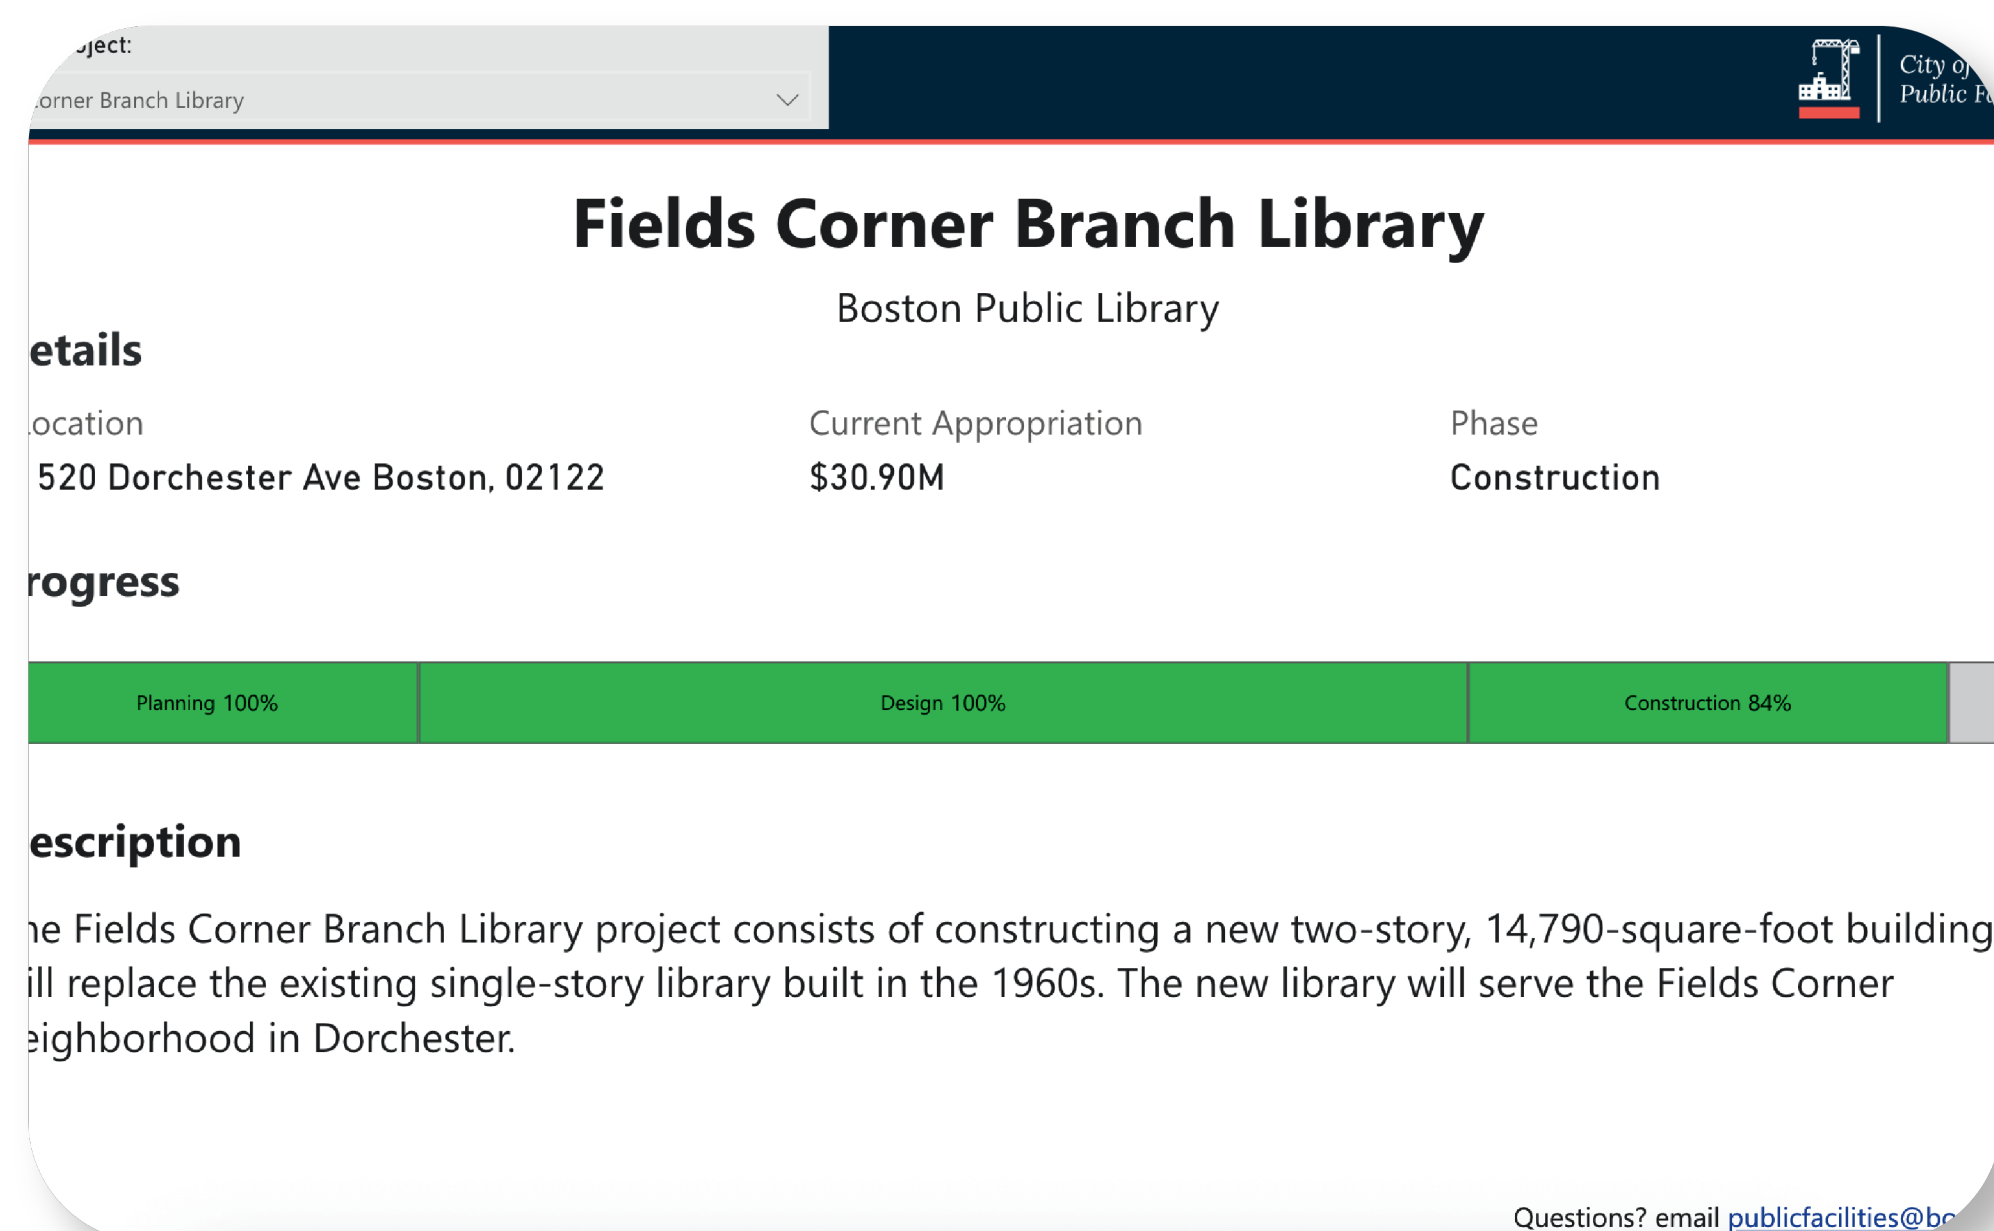 ject:
orner Branch Library
City of
Public Fa
Fields Corner Branch Library
Boston Public Library
etails
ocation
Current Appropriation
Phase
520 Dorchester Ave Boston, 02122
$30.90M
Construction
rogress
Planning 100%
Design 100%
Construction 84%
escription
he Fields Corner Branch Library project consists of constructing a new two-story, 14,790-square-foot building
ill replace the existing single-story library built in the 1960s. The new library will serve the Fields Corner
eighborhood in Dorchester.
Questions? email publicfacilities@bo